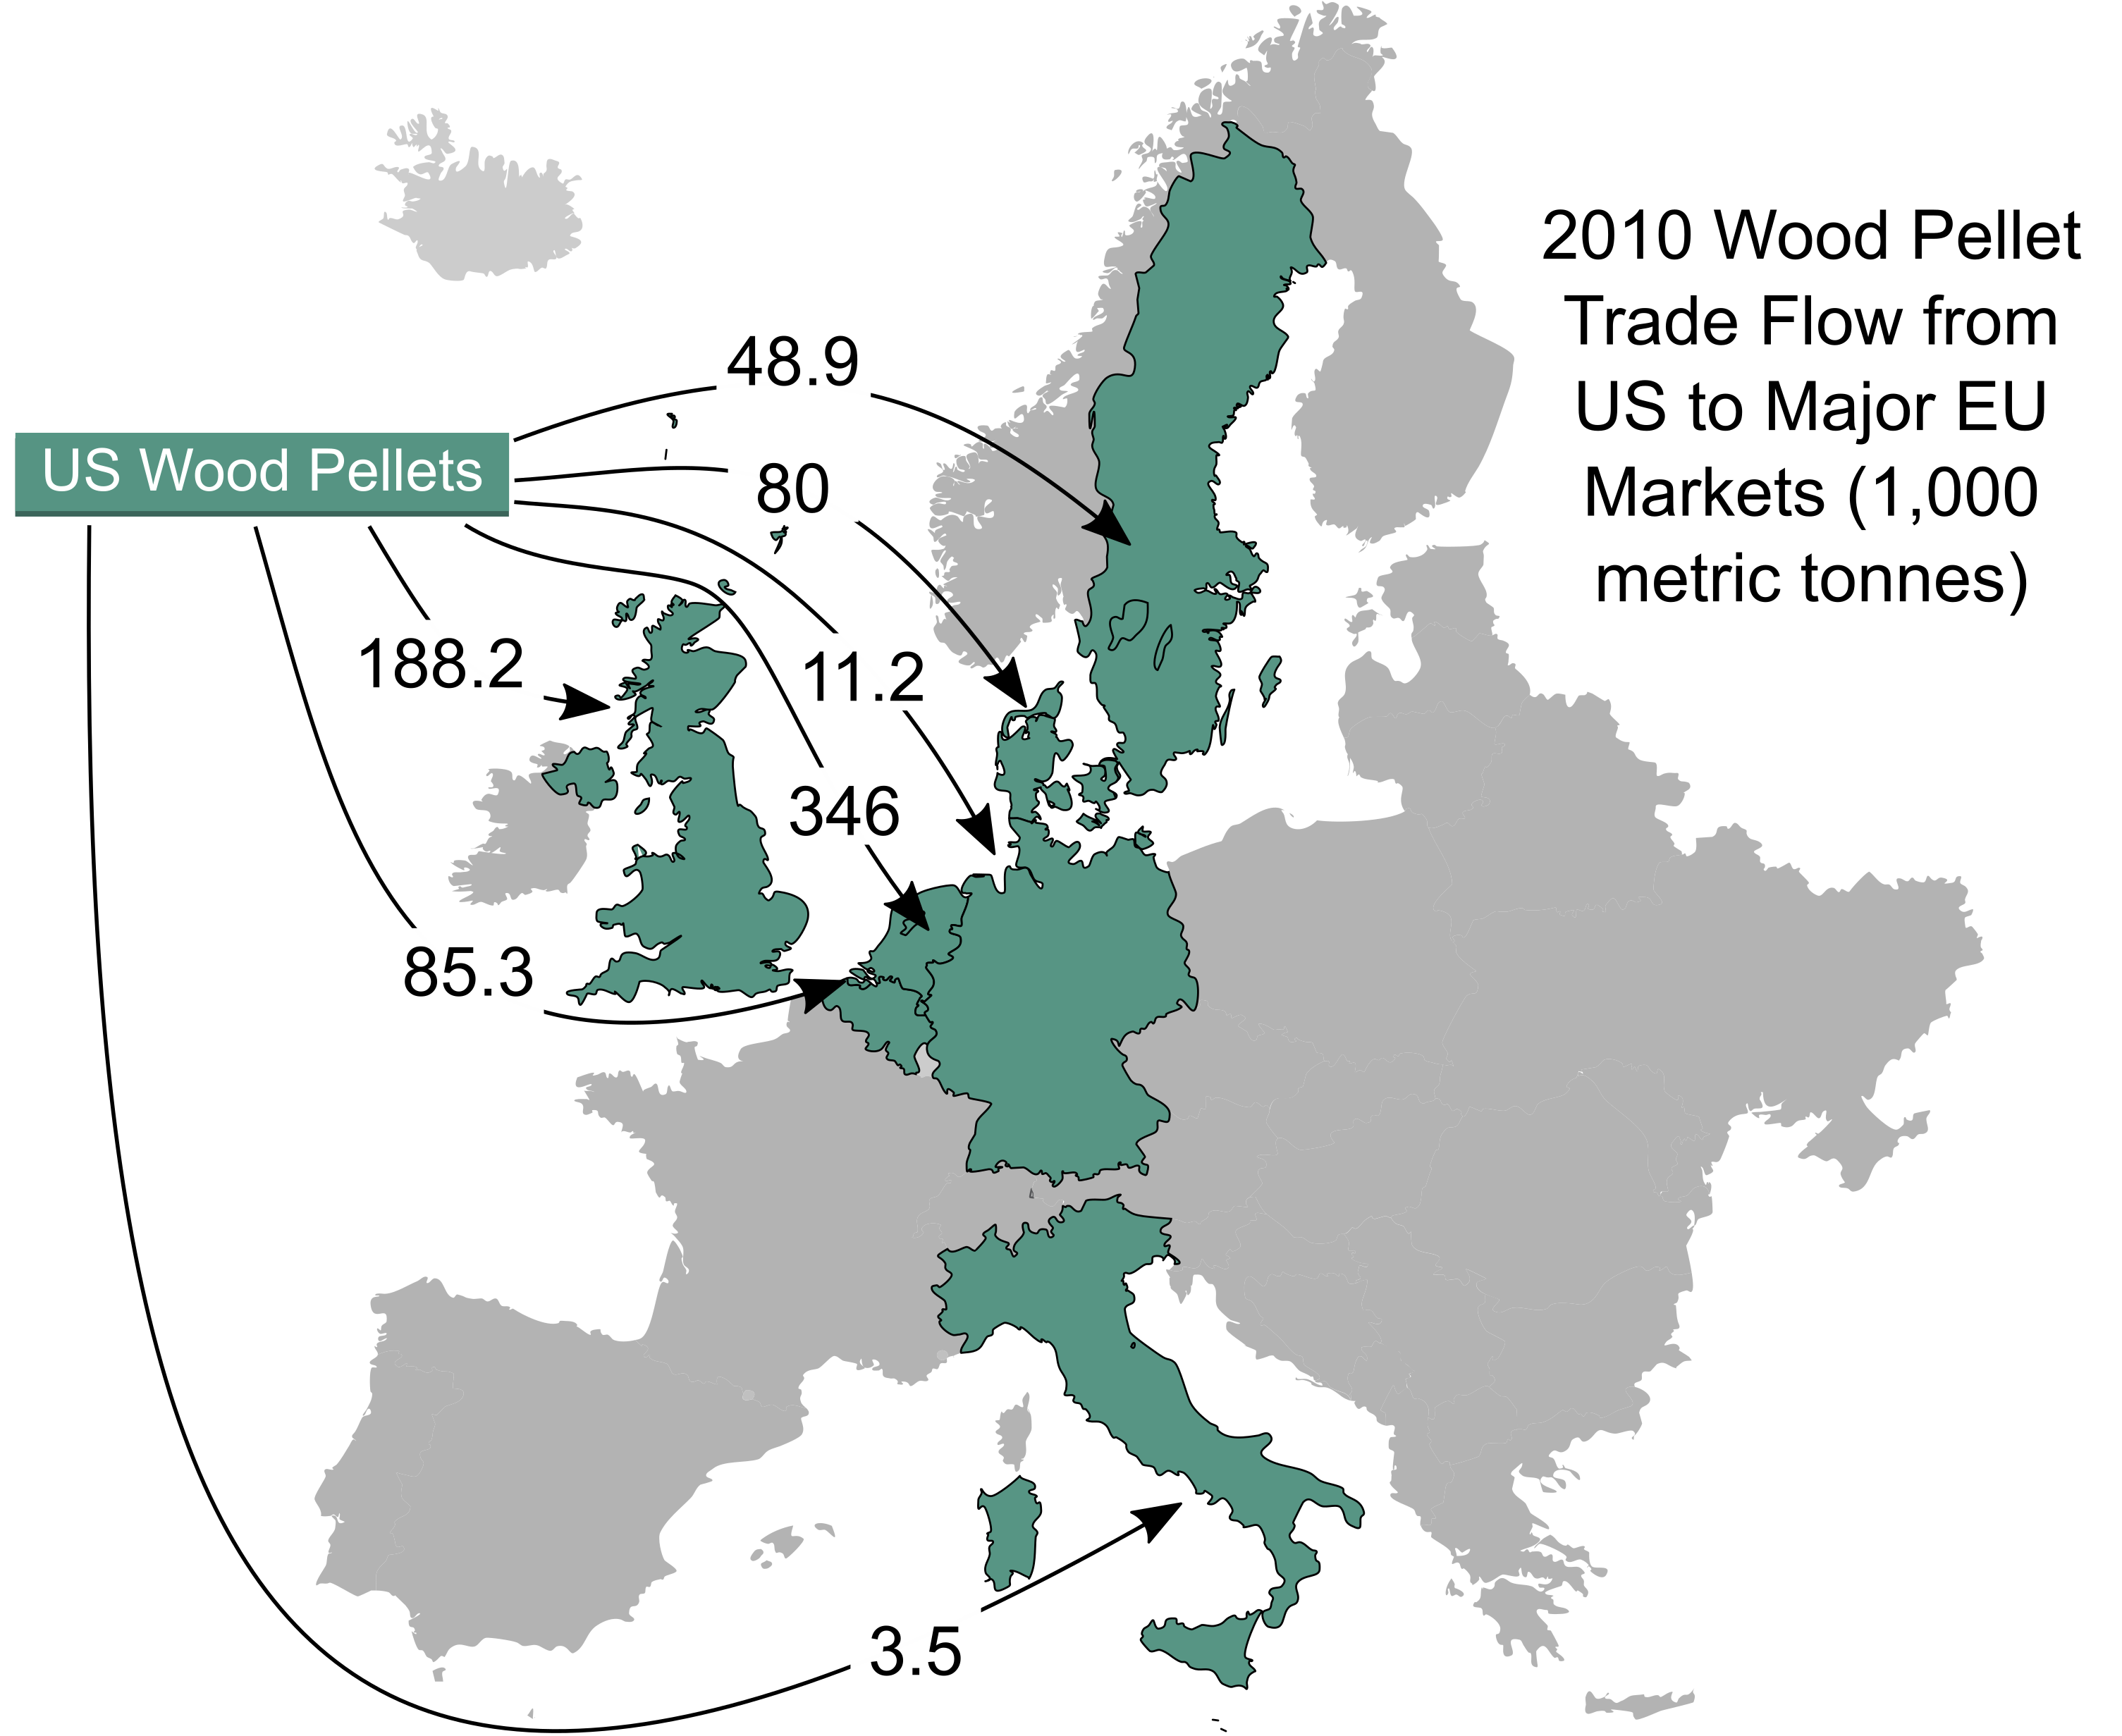 2010 Wood Pellet
Trade Flow from
US to Major EU
Markets (1,000
metric tonnes)
48.9
US Wood Pellets
80
188.2
11.2
346
85.3
3.5